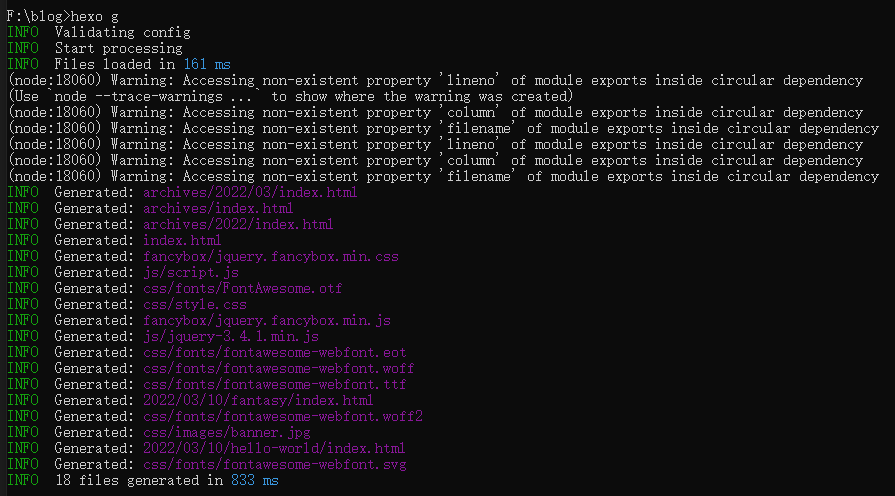 F:\blog>hexo g
INFO  Validating config
INFO  Start processing
INFO  Files loaded in 161 ms
(node:18060) Warning: Accessing non-existent property 'lineno' of module exports inside circular dependency
(Use `node --trace-warnings ...` to show where the warning was created)
(node:18060) Warning: Accessing non-existent property 'column' of module exports inside circular dependency
(node:18060) Warning: Accessing non-existent property 'filename' of module exports inside circular dependency
(node:18060) Warning: Accessing non-existent property 'lineno' of module exports inside circular dependency
(node:18060) Warning: Accessing non-existent property 'column' of module exports inside circular dependency
(node:18060) Warning: Accessing non-existent property 'filename' of module exports inside circular dependency
INFO  Generated: archives/2022/03/index.html
INFO  Generated: archives/index.html
INFO  Generated: archives/2022/index.html
INFO  Generated: index.html
INFO  Generated: fancybox/jquery.fancybox.min.css
INFO  Generated: js/script.js
INFO  Generated: css/fonts/FontAwesome.otf
INFO  Generated: css/style.css
INFO  Generated: fancybox/jquery.fancybox.min.js
INFO  Generated: js/jquery-3.4.1.min.js
INFO  Generated: css/fonts/fontawesome-webfont.eot
INFO  Generated: css/fonts/fontawesome-webfont.woff
INFO  Generated: css/fonts/fontawesome-webfont.ttf
INFO  Generated: 2022/03/10/fantasy/index.html
INFO  Generated: css/fonts/fontawesome-webfont.woff2
INFO  Generated: css/images/banner.jpg
INFO  Generated: 2022/03/10/hello-world/index.html
INFO  Generated: css/fonts/fontawesome-webfont.svg
INFO  18 files generated in 833 ms